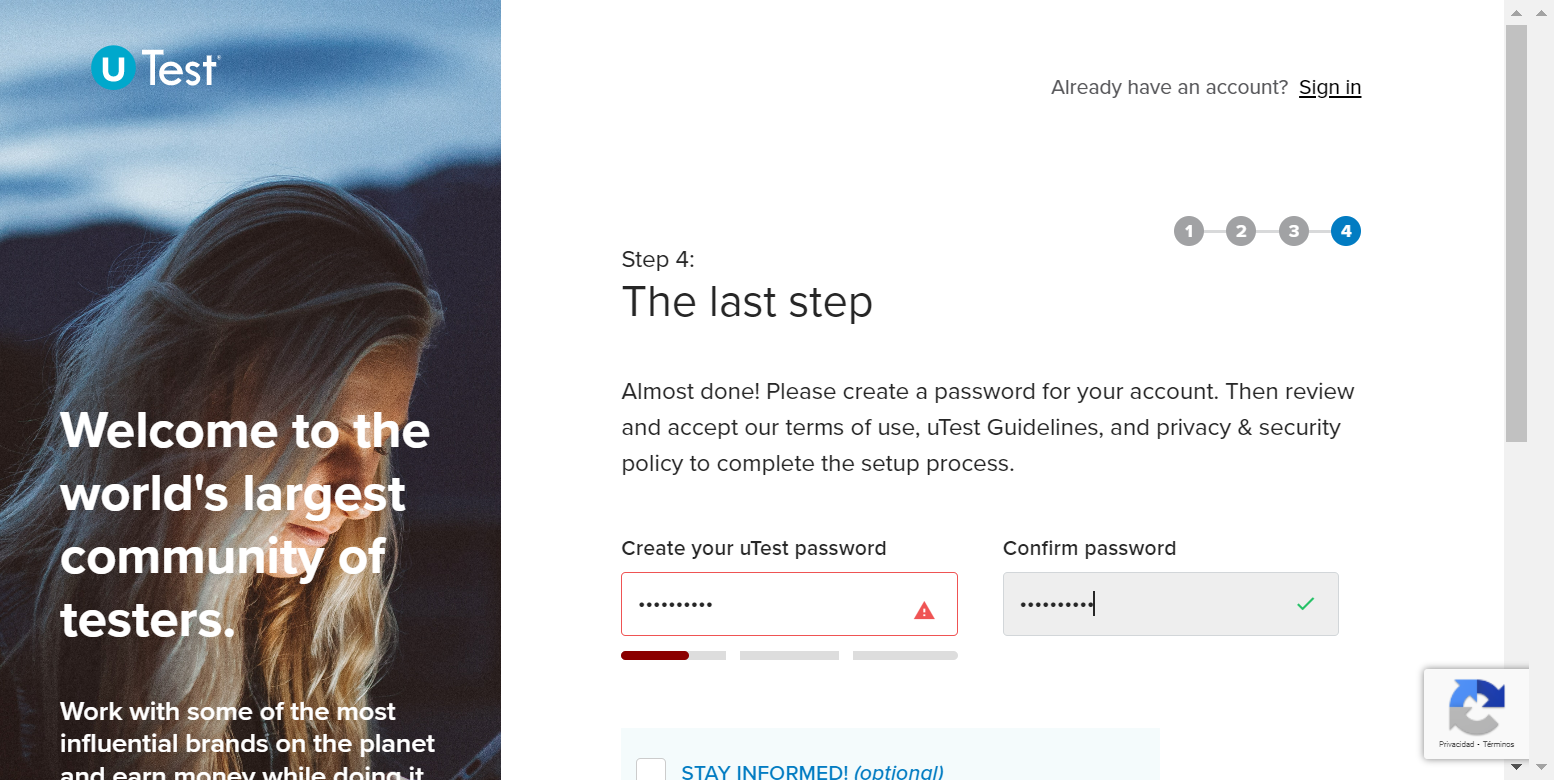 u Test®
Already have an account? Sign in
1 2 3 4
Step 4:
The last step
Almost done! Please create a password for your account. Then review
and accept our terms of use, uTest Guidelines, and privacy & security
policy to complete the setup process.
Create your uTest password
Confirm password
••••••••••
••••••••••
STAY INFORMED! (optional)
Welcome to the
world's largest
community of
testers.
Work with some of the most
influential brands on the planet
and earn money while doing it
Privacidad - Términos